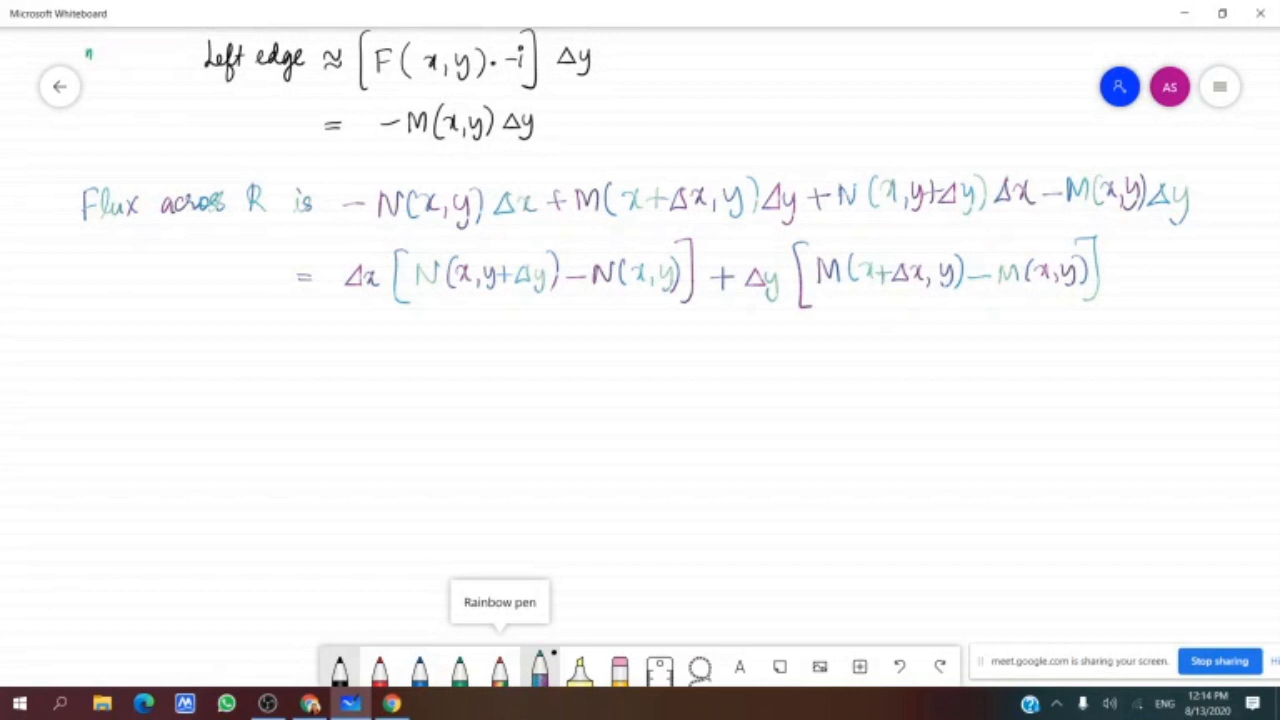 Microsoft Whiteboard
n
Left edge ≈ [F(x,y)·-i] Δy
= -M(x,y) Δy
AS
Flux across R is -N(x,y) Δx + M(x+Δx, y) Δy + N(x,y+Δy) Δx - M(x,y) Δy
= Δx [N(x,y+Δy) - N(x,y)] + Δy [M(x+Δx, y) - M(x,y)]
Rainbow pen
A
meet.google.com is sharing your screen.
Stop sharing
Hi
ENG
12:14 PM
8/13/2020